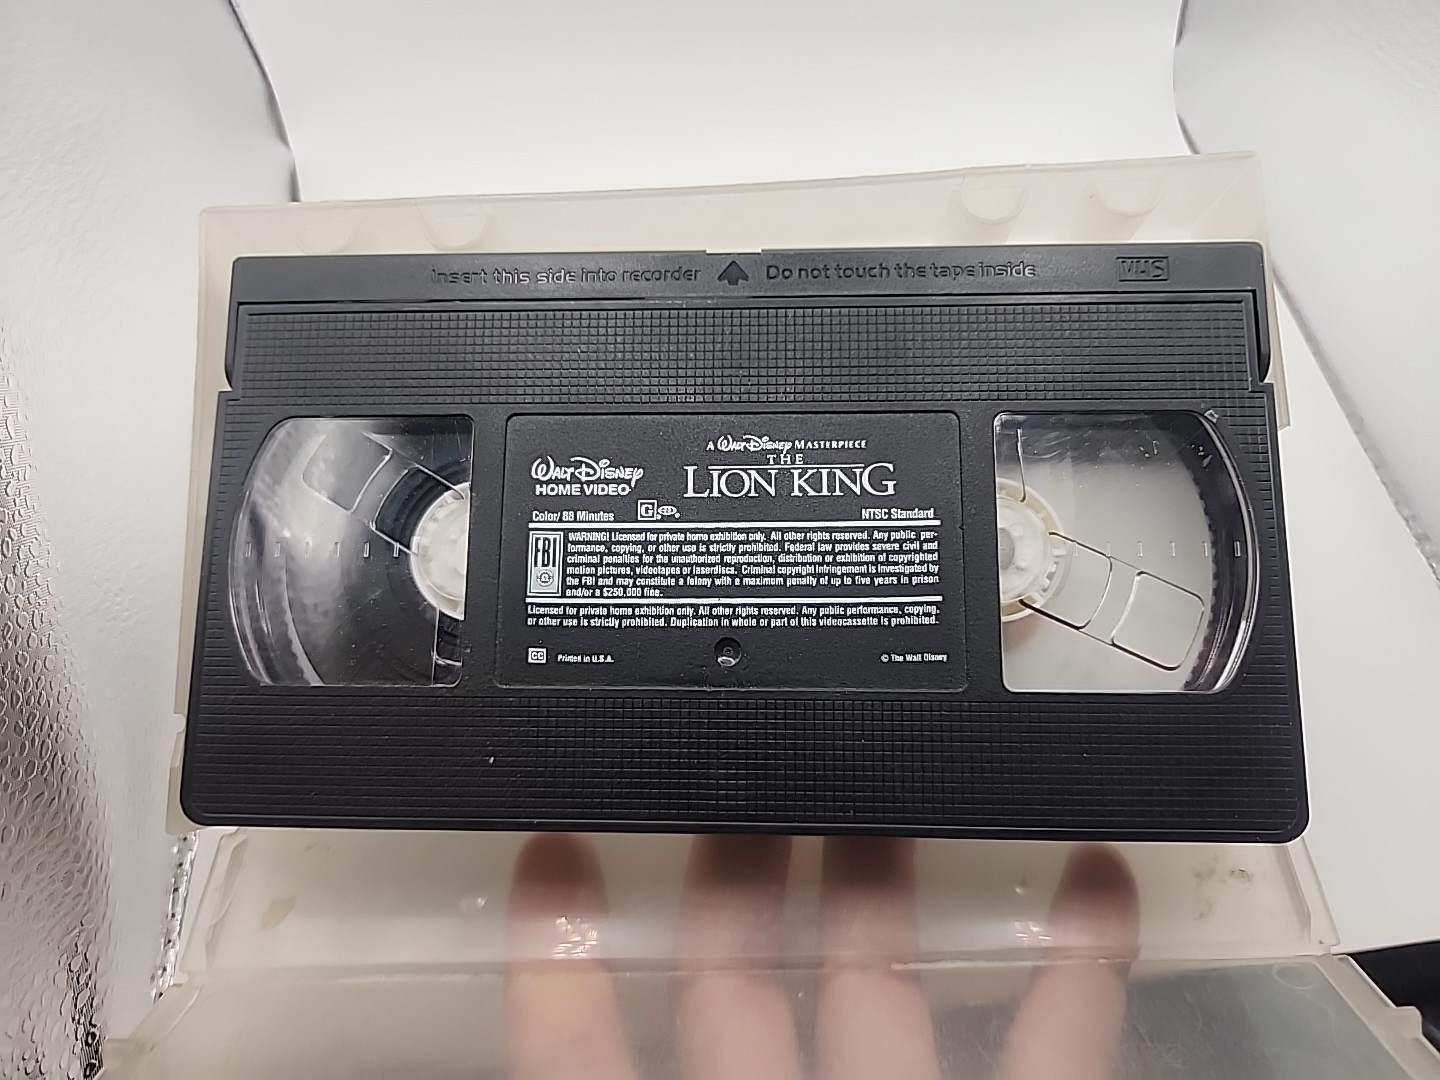 Insert this side into recorder Do not touch the tape inside VHS
A WALT DISNEY MASTERPIECE
THE
LION KING
WALT DISNEY
HOME VIDEO
Color/ 88 Minutes G NTSC Standard
FBI
WARNING! Licensed for private home exhibition only. All other rights reserved. Any public per-
formance, copying, or other use is strictly prohibited. Federal law provides severe civil and
criminal penalties for the unauthorized reproduction, distribution or exhibition of copyrighted
motion pictures, videotapes or laserdiscs. Criminal copyright infringement is investigated by
the FBI and may constitute a felony with a maximum penalty of up to five years in prison
and/or a $250,000 fine.
Licensed for private home exhibition only. All other rights reserved. Any public performance, copying,
or other use is strictly prohibited. Duplication in whole or part of this videocassette is prohibited.
CC Printed in U.S.A. © The Walt Disney